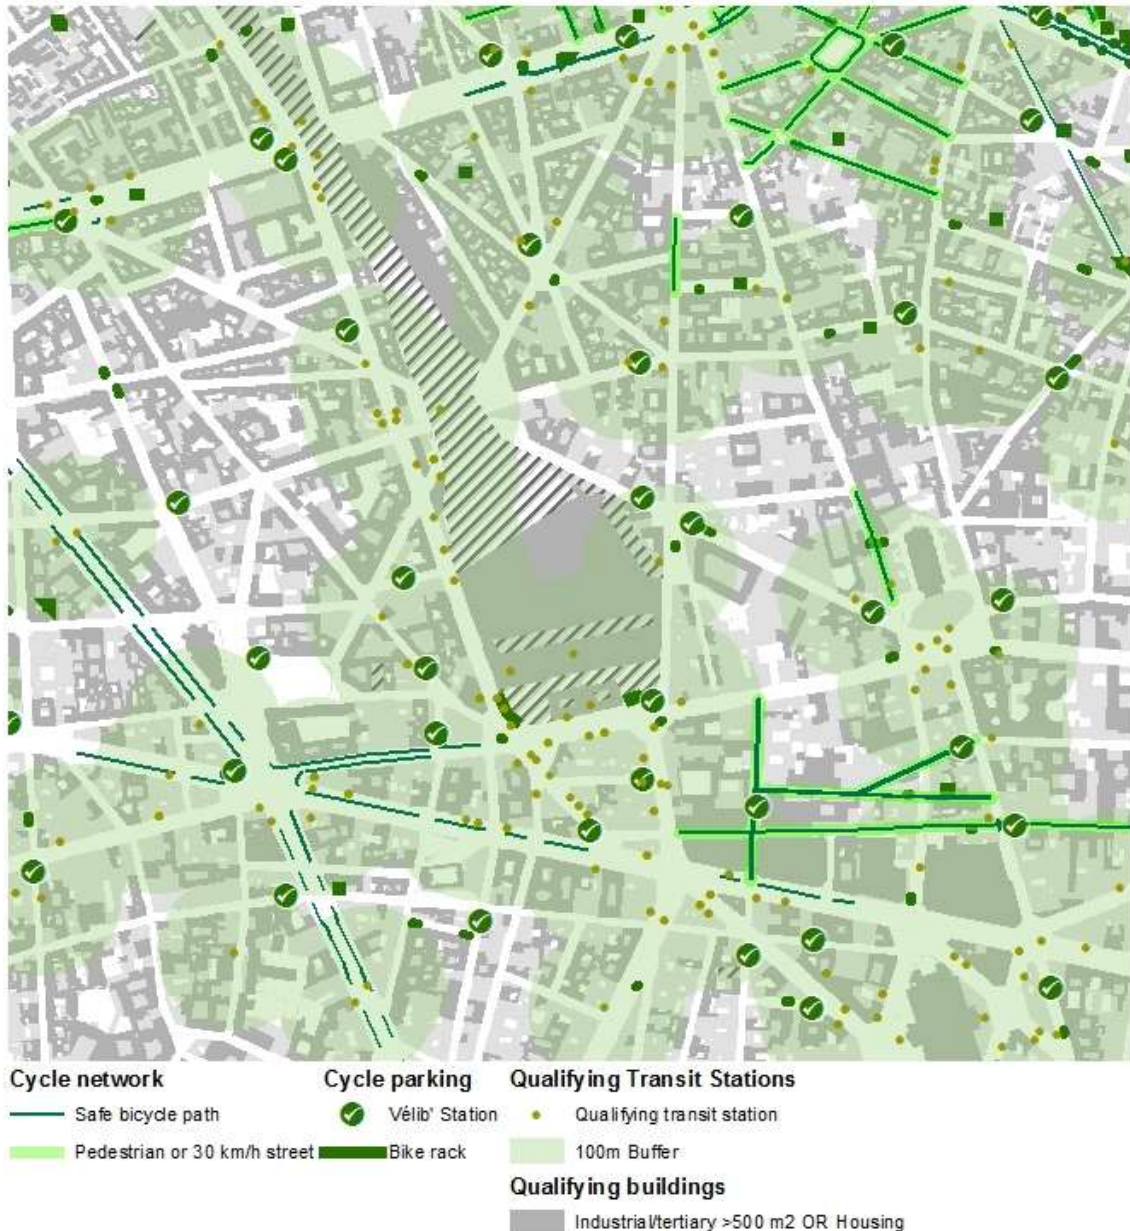 Cycle network
Cycle parking
Qualifying Transit Stations
Safe bicycle path
Vélib' Station
Qualifying transit station
Pedestrian or 30 km/h street
Bike rack
100m Buffer
Qualifying buildings
Industrial/tertiary >500 m2 OR Housing